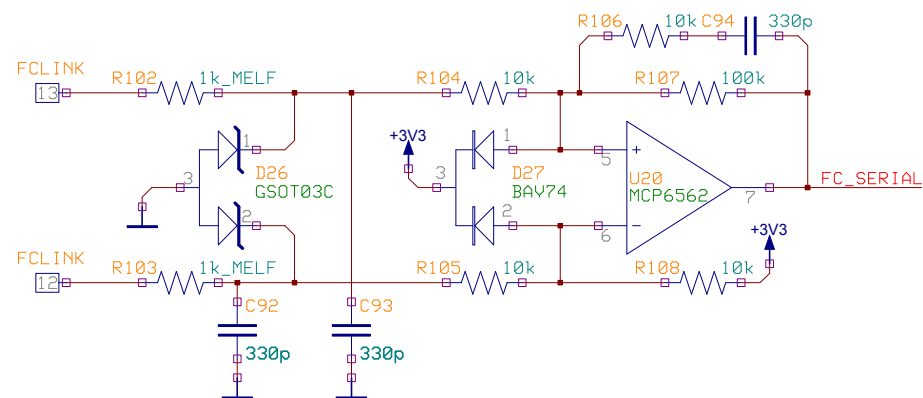 R106 10k C94 330p
FCLINK
13 R102 1k_MELF R104 10k R107 100k
+3V3
1 1 5 +
3 D26 3 D27 U20
GSOT03C BAV74 MCP6562 7 FC_SERIAL
2 2 6 -
+3V3
FCLINK
12 R103 1k_MELF R105 10k R108 10k
C92 C93
330p 330p